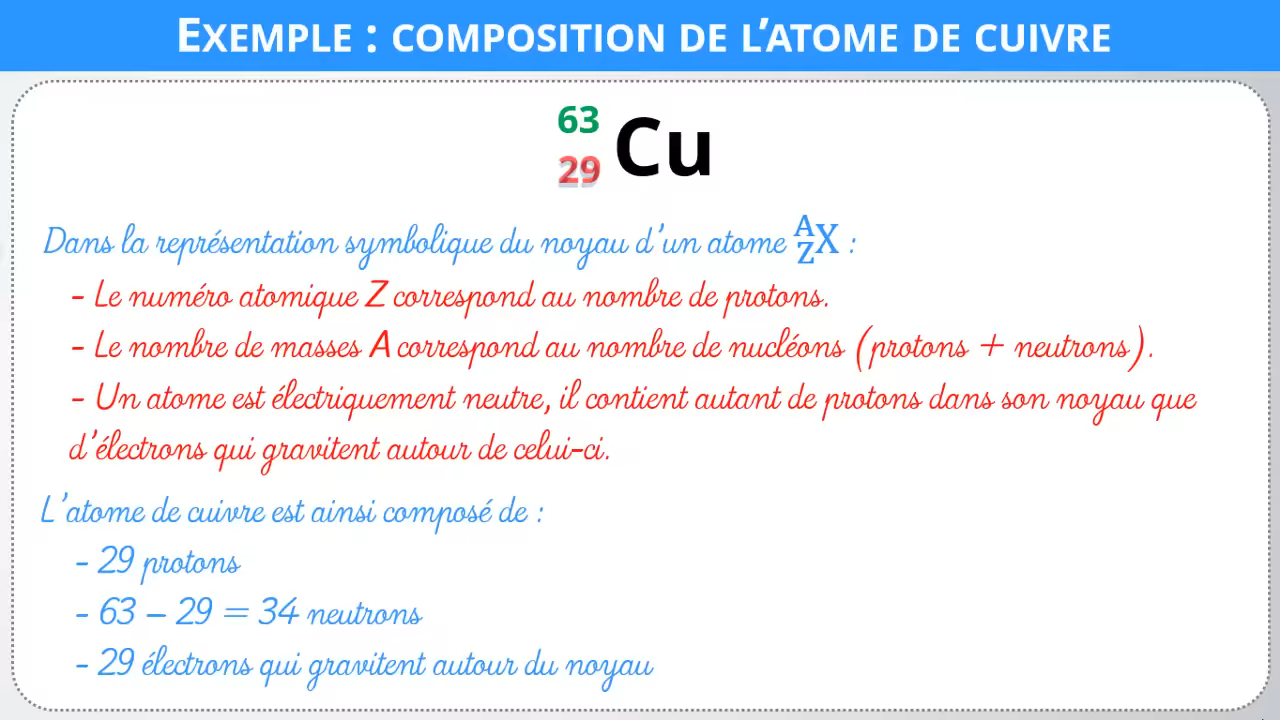 EXEMPLE : COMPOSITION DE L’ATOME DE CUIVRE
63
29 Cu
Dans la représentation symbolique du noyau d’un atome A Z X :
- Le numéro atomique Z correspond au nombre de protons.
- Le nombre de masses A correspond au nombre de nucléons (protons + neutrons).
- Un atome est électriquement neutre, il contient autant de protons dans son noyau que
d’électrons qui gravitent autour de celui-ci.
L’atome de cuivre est ainsi composé de :
- 29 protons
- 63 – 29 = 34 neutrons
- 29 électrons qui gravitent autour du noyau